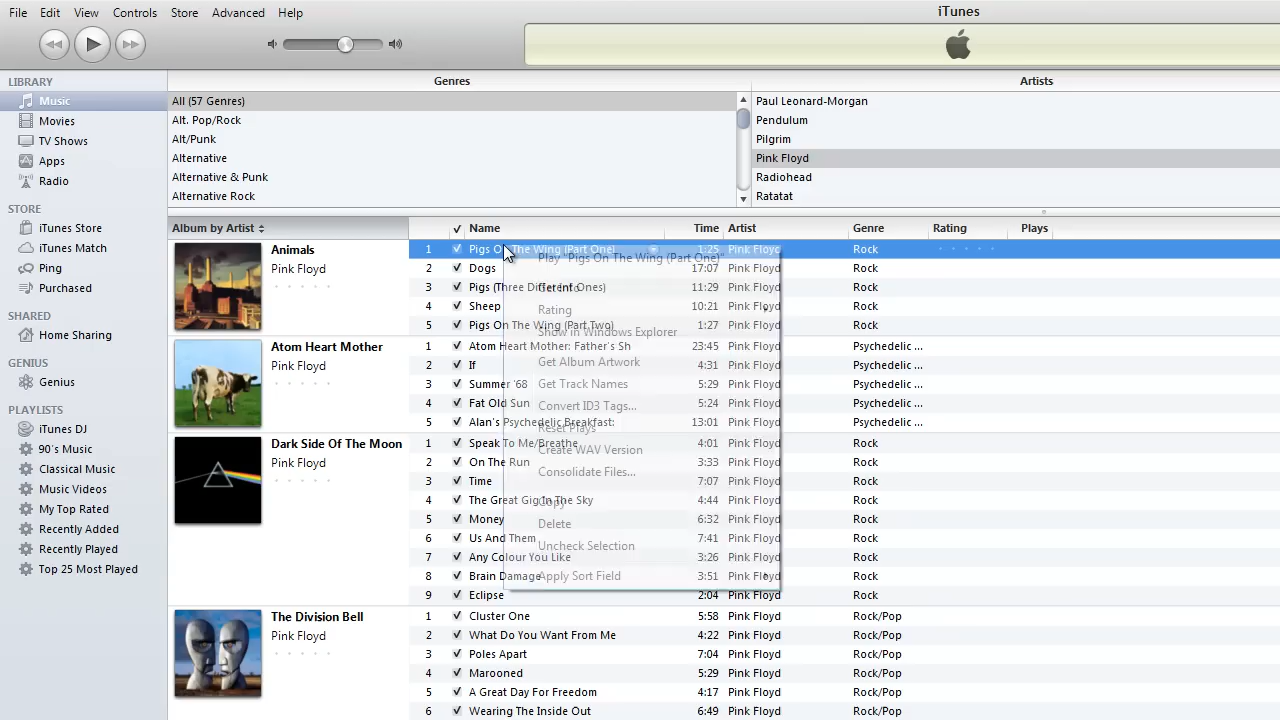 File Edit View Controls Store Advanced Help
iTunes
LIBRARY
Music
Movies
TV Shows
Apps
Radio
STORE
iTunes Store
iTunes Match
Ping
Purchased
SHARED
Home Sharing
GENIUS
Genius
PLAYLISTS
iTunes DJ
90's Music
Classical Music
Music Videos
My Top Rated
Recently Added
Recently Played
Top 25 Most Played
Genres
All (57 Genres)
Alt. Pop/Rock
Alt/Punk
Alternative
Alternative & Punk
Alternative Rock
Artists
Paul Leonard-Morgan
Pendulum
Pilgrim
Pink Floyd
Radiohead
Ratatat
Album by Artist Name Time Artist Genre Rating Plays
Animals
Pink Floyd
1 Pigs On The Wing (Part One) 1:25 Pink Floyd Rock
2 Dogs 17:07 Pink Floyd Rock
3 Pigs (Three Different Ones) 11:29 Pink Floyd Rock
4 Sheep 10:21 Pink Floyd Rock
5 Pigs On The Wing (Part Two) 1:27 Pink Floyd Rock
Atom Heart Mother
Pink Floyd
1 Atom Heart Mother: Father's Sh 23:45 Pink Floyd Psychedelic ...
2 If 4:31 Pink Floyd Psychedelic ...
3 Summer '68 5:29 Pink Floyd Psychedelic ...
4 Fat Old Sun 5:24 Pink Floyd Psychedelic ...
5 Alan's Psychedelic Breakfast: 13:01 Pink Floyd Psychedelic ...
Dark Side Of The Moon
Pink Floyd
1 Speak To Me/Breathe 4:01 Pink Floyd Rock
2 On The Run 3:33 Pink Floyd Rock
3 Time 7:07 Pink Floyd Rock
4 The Great Gig In The Sky 4:44 Pink Floyd Rock
5 Money 6:32 Pink Floyd Rock
6 Us And Them 7:41 Pink Floyd Rock
7 Any Colour You Like 3:26 Pink Floyd Rock
8 Brain Damage 3:51 Pink Floyd Rock
9 Eclipse 2:04 Pink Floyd Rock
The Division Bell
Pink Floyd
1 Cluster One 5:58 Pink Floyd Rock/Pop
2 What Do You Want From Me 4:22 Pink Floyd Rock/Pop
3 Poles Apart 7:04 Pink Floyd Rock/Pop
4 Marooned 5:28 Pink Floyd Rock/Pop
5 A Great Day For Freedom 4:17 Pink Floyd Rock/Pop
6 Wearing The Inside Out 6:49 Pink Floyd Rock/Pop
Play "Pigs On The Wing (Part One)"
Get Info
Rating
Show in Windows Explorer
Get Album Artwork
Get Track Names
Convert ID3 Tags...
Reset Plays
Create WAV Version
Consolidate Files...
Copy
Delete
Uncheck Selection
Apply Sort Field